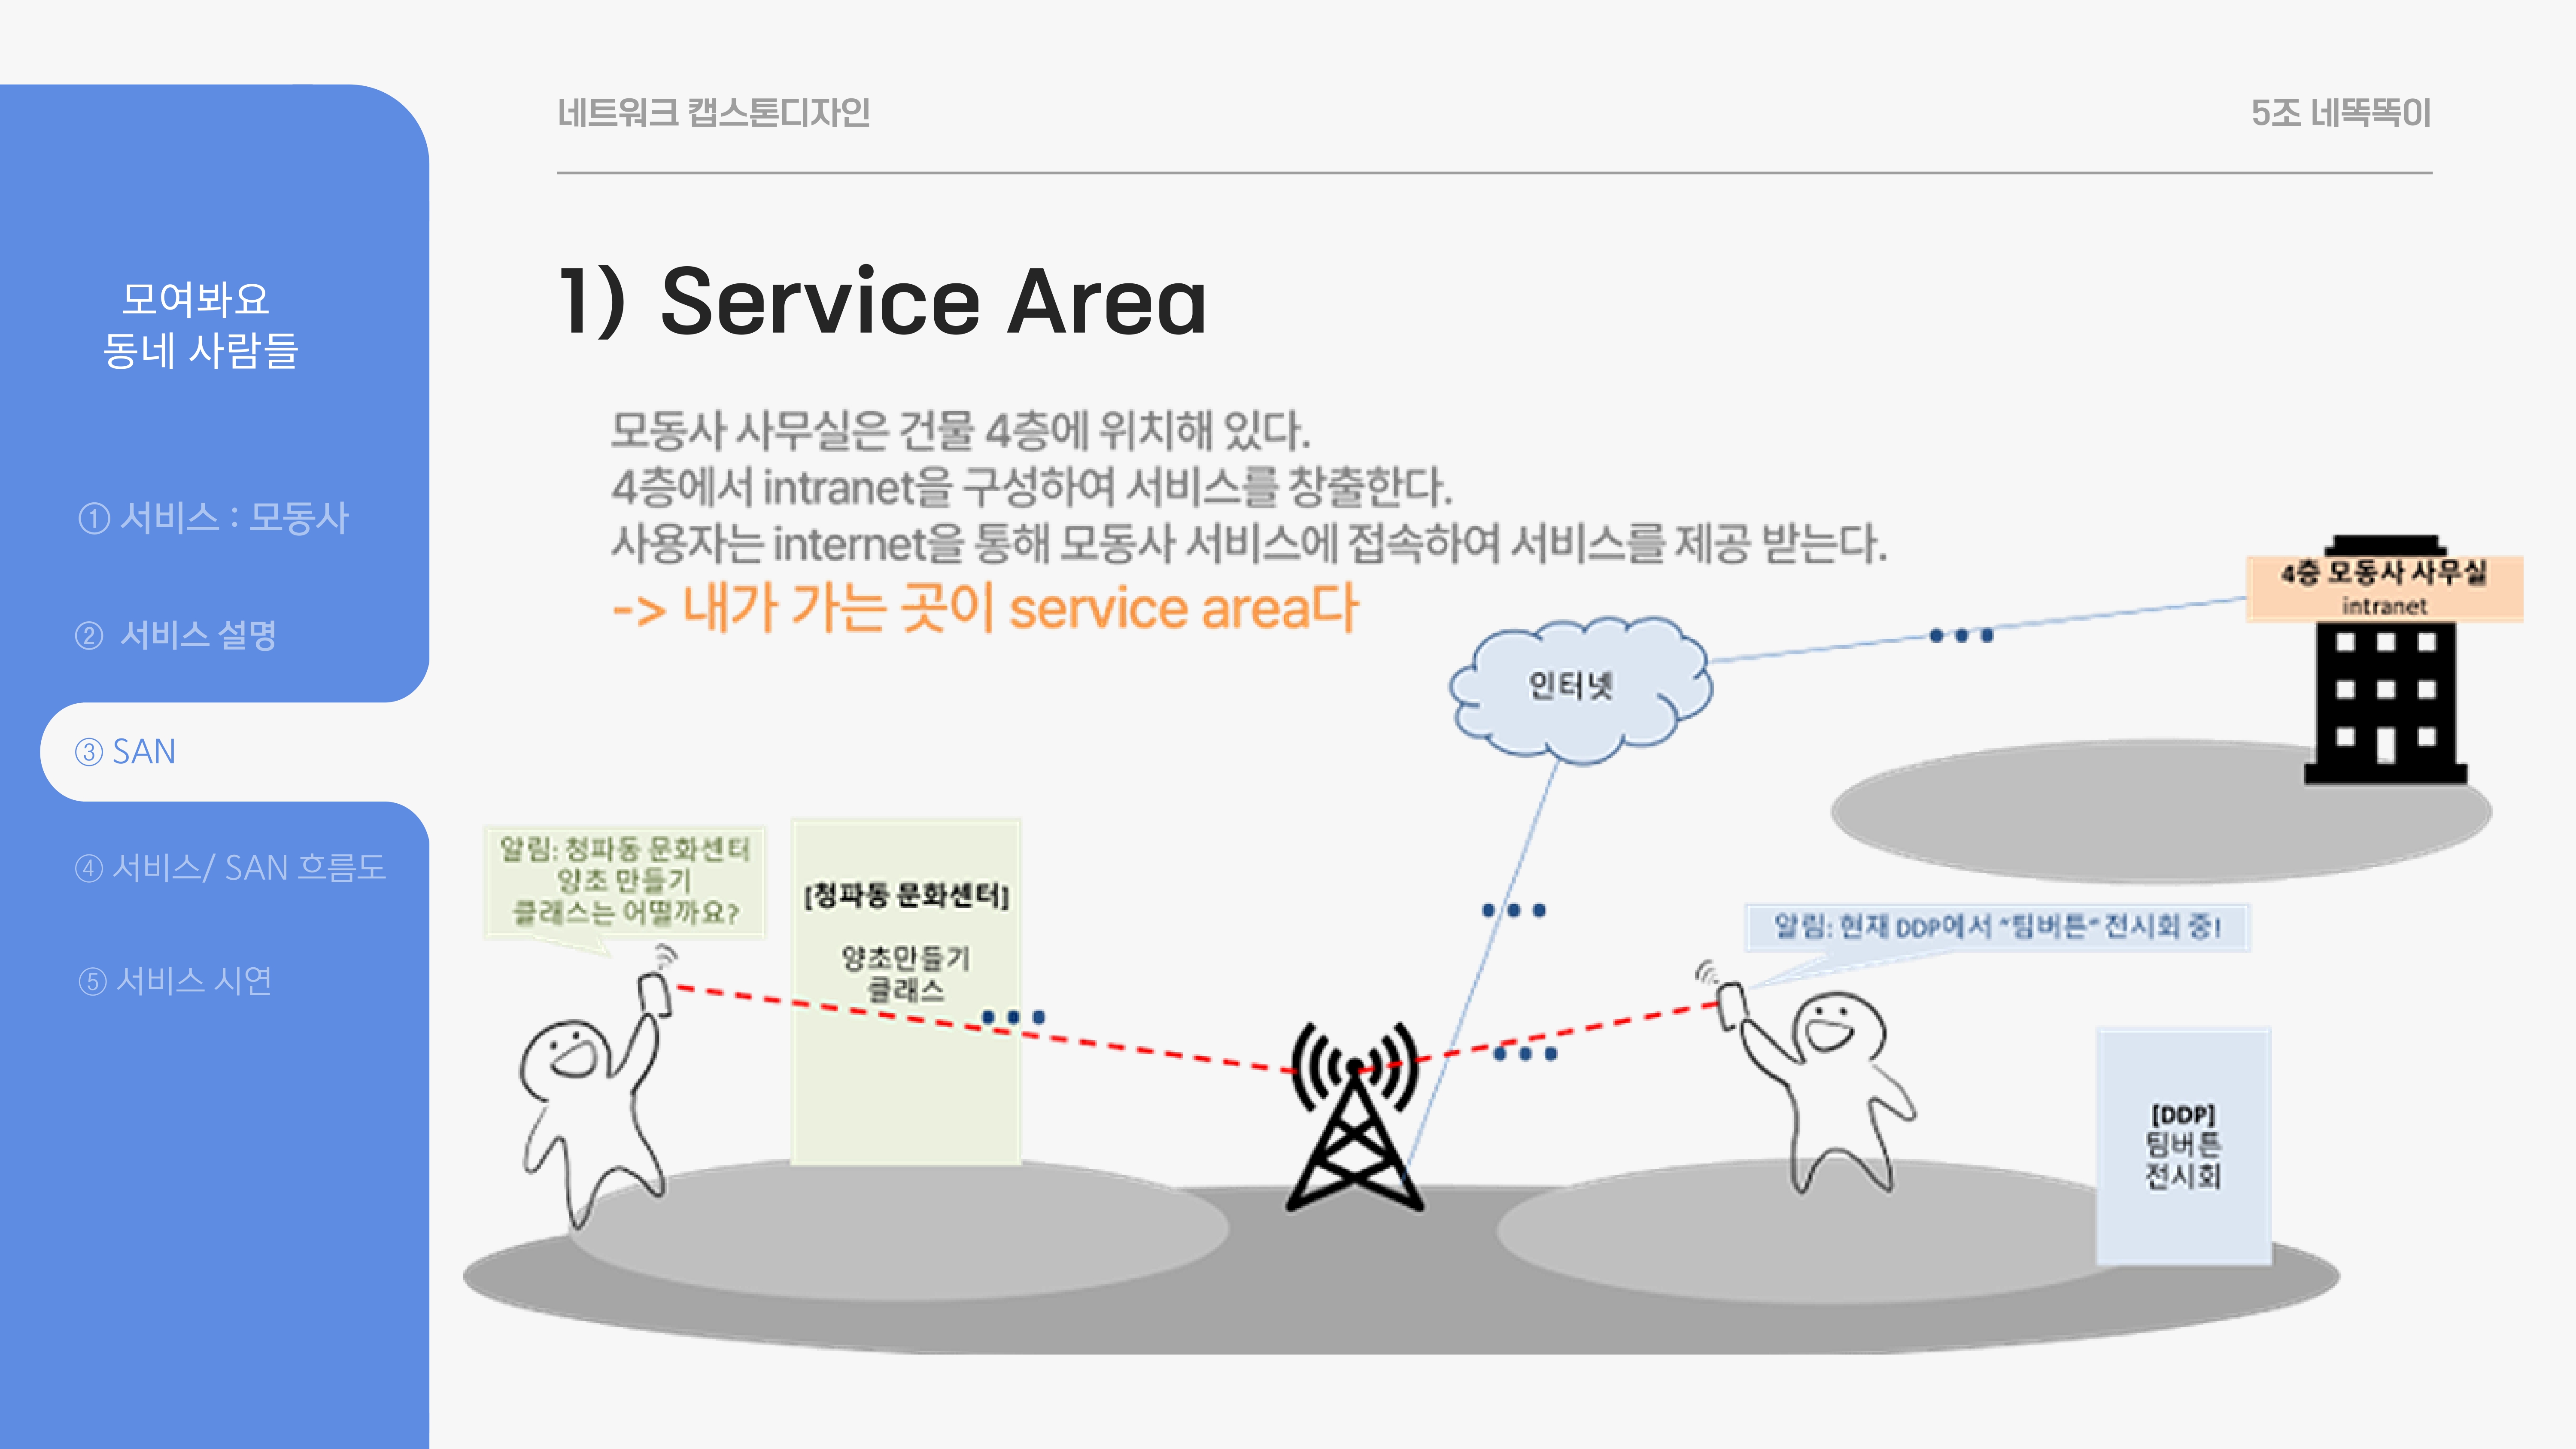 네트워크 캡스톤디자인
5조 네똑똑이
모여봐요
동네 사람들
① 서비스 : 모동사
② 서비스 설명
③ SAN
④ 서비스/ SAN 흐름도
⑤ 서비스 시연
1) Service Area
모동사 사무실은 건물 4층에 위치해 있다.
4층에서 intranet을 구성하여 서비스를 창출한다.
사용자는 internet을 통해 모동사 서비스에 접속하여 서비스를 제공 받는다.
-> 내가 가는 곳이 service area다
4층 모동사 사무실
intranet
인터넷
알림: 청파동 문화센터
양초 만들기
클래스는 어떨까요?
[청파동 문화센터]
양초만들기
클래스
알림: 현재 DDP에서 "팀버튼" 전시회 중!
[DDP]
팀버튼
전시회